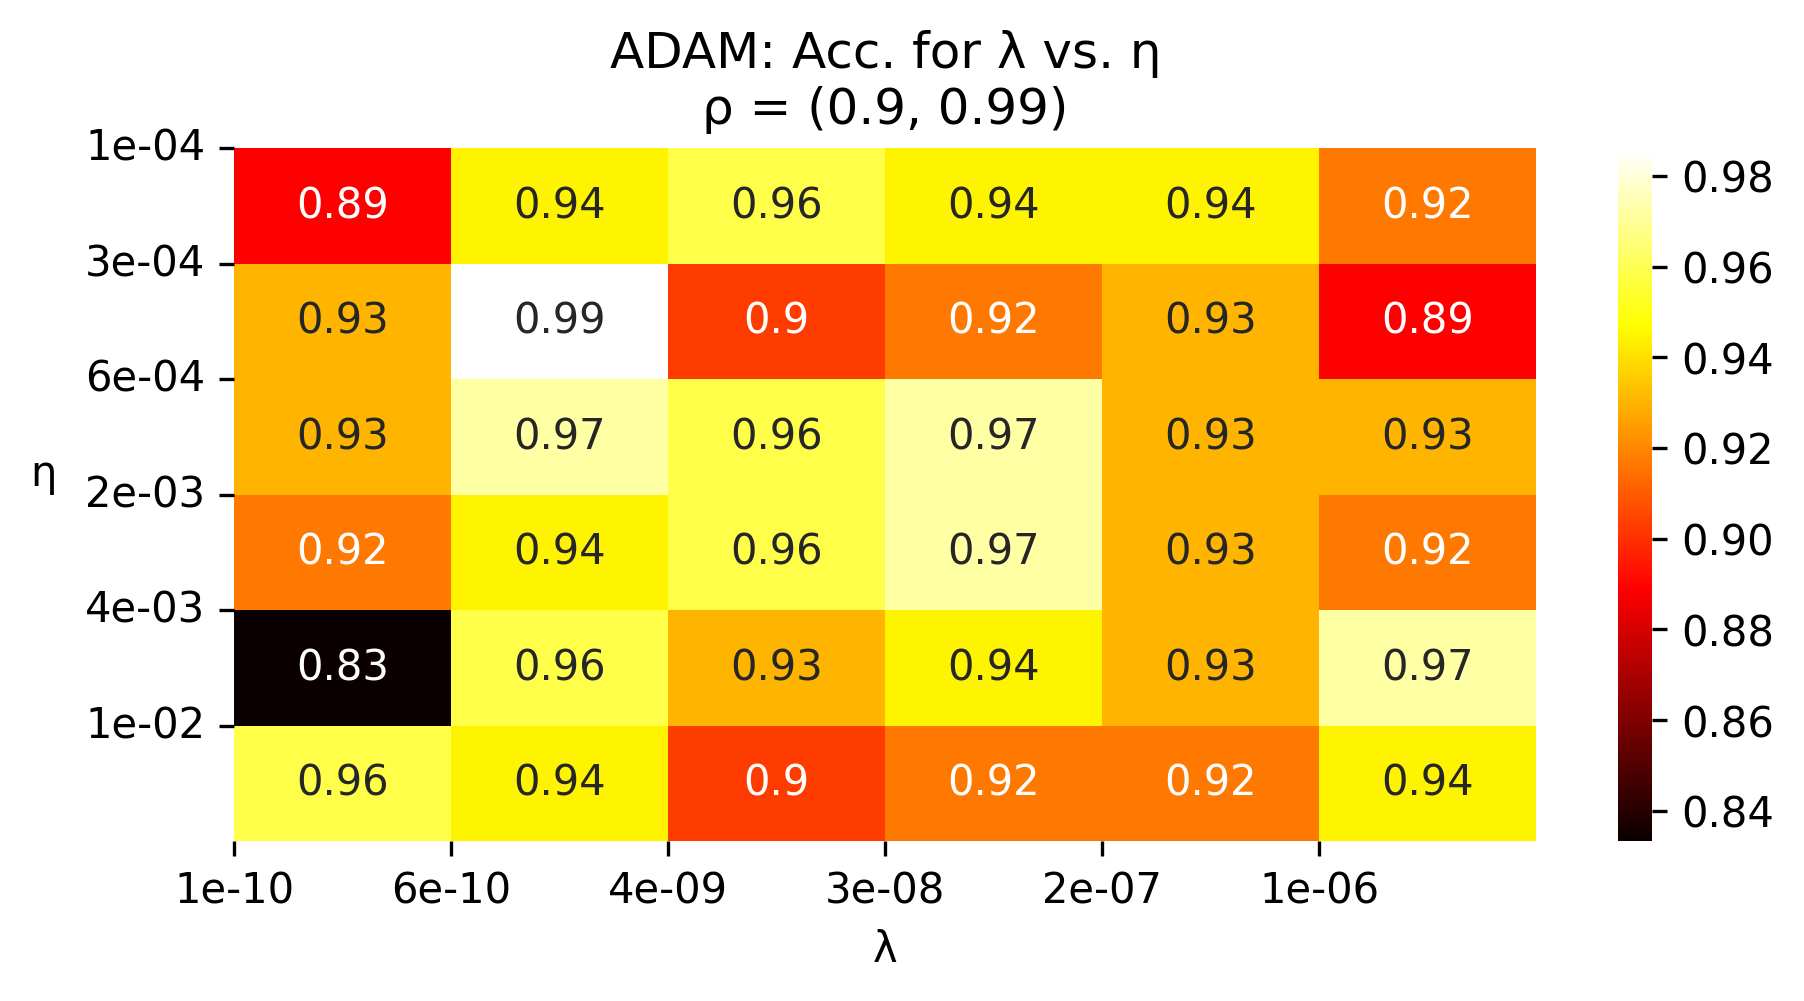 ADAM: Acc. for λ vs. η
ρ = (0.9, 0.99)
1e-04
0.89 0.94 0.96 0.94 0.94 0.92
3e-04
0.93 0.99 0.9 0.92 0.93 0.89
6e-04
0.93 0.97 0.96 0.97 0.93 0.93
η
2e-03
0.92 0.94 0.96 0.97 0.93 0.92
4e-03
0.83 0.96 0.93 0.94 0.93 0.97
1e-02
0.96 0.94 0.9 0.92 0.92 0.94
1e-10 6e-10 4e-09 3e-08 2e-07 1e-06
λ
0.98
0.96
0.94
0.92
0.90
0.88
0.86
0.84